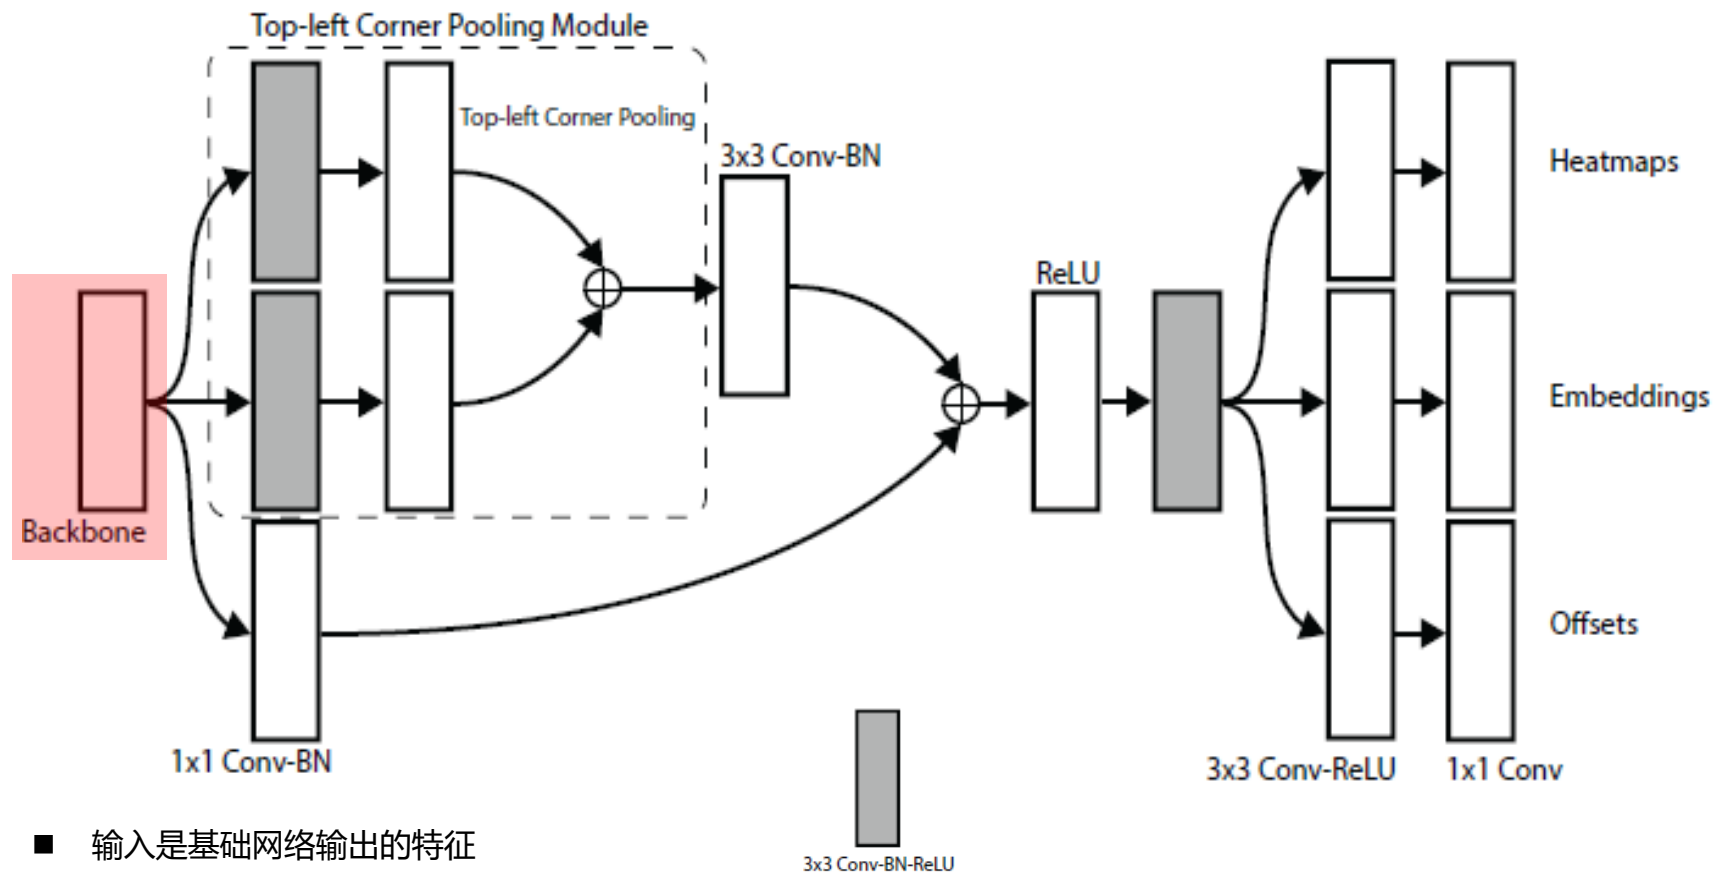 Top-left Corner Pooling Module
Top-left Corner Pooling
3x3 Conv-BN
Heatmaps
ReLU
Embeddings
Backbone
Offsets
1x1 Conv-BN
3x3 Conv-ReLU
1x1 Conv
■ 输入是基础网络输出的特征
3x3 Conv-BN-ReLU